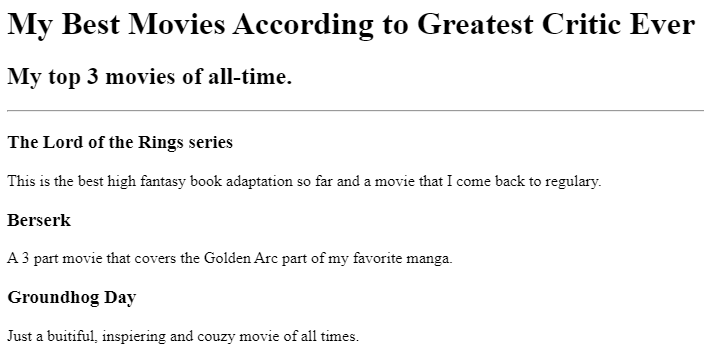 My Best Movies According to Greatest Critic Ever
My top 3 movies of all-time.
The Lord of the Rings series
This is the best high fantasy book adaptation so far and a movie that I come back to regulary.
Berserk
A 3 part movie that covers the Golden Arc part of my favorite manga.
Groundhog Day
Just a buitiful, inspiering and couzy movie of all times.